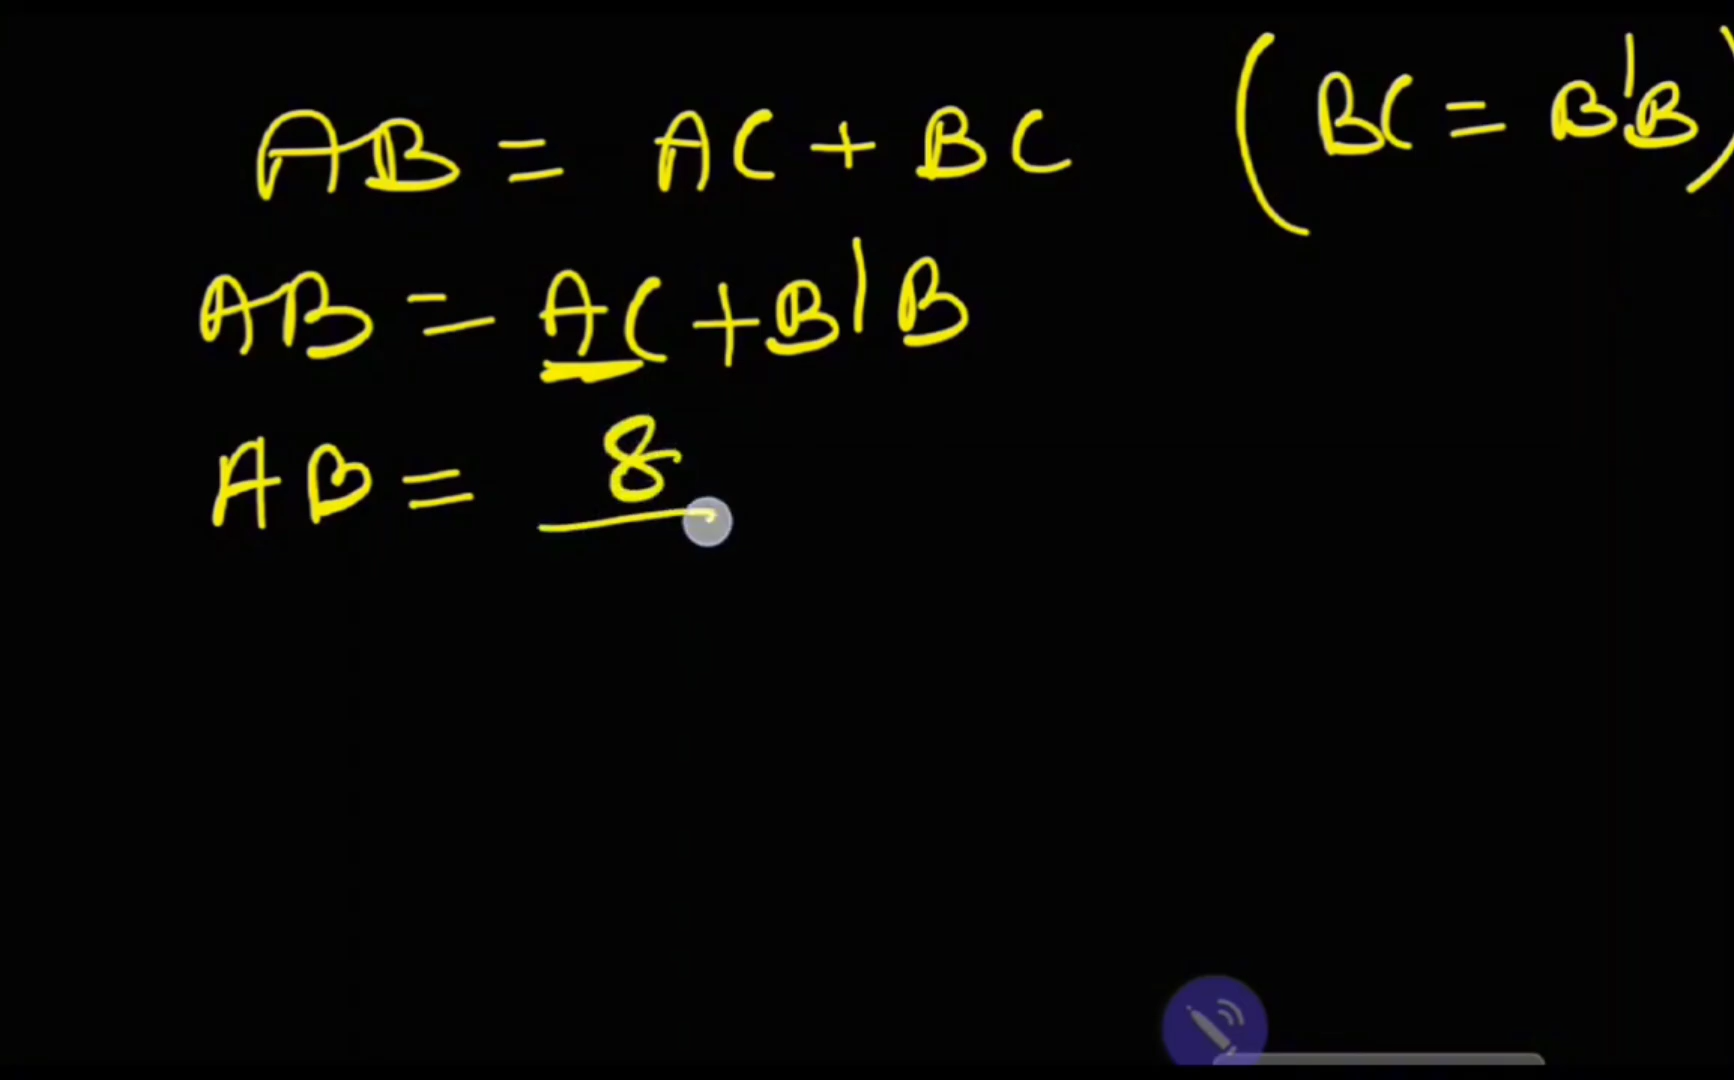 AB = AC + BC (BC = B'B)
AB = AC + B'B
AB = 8